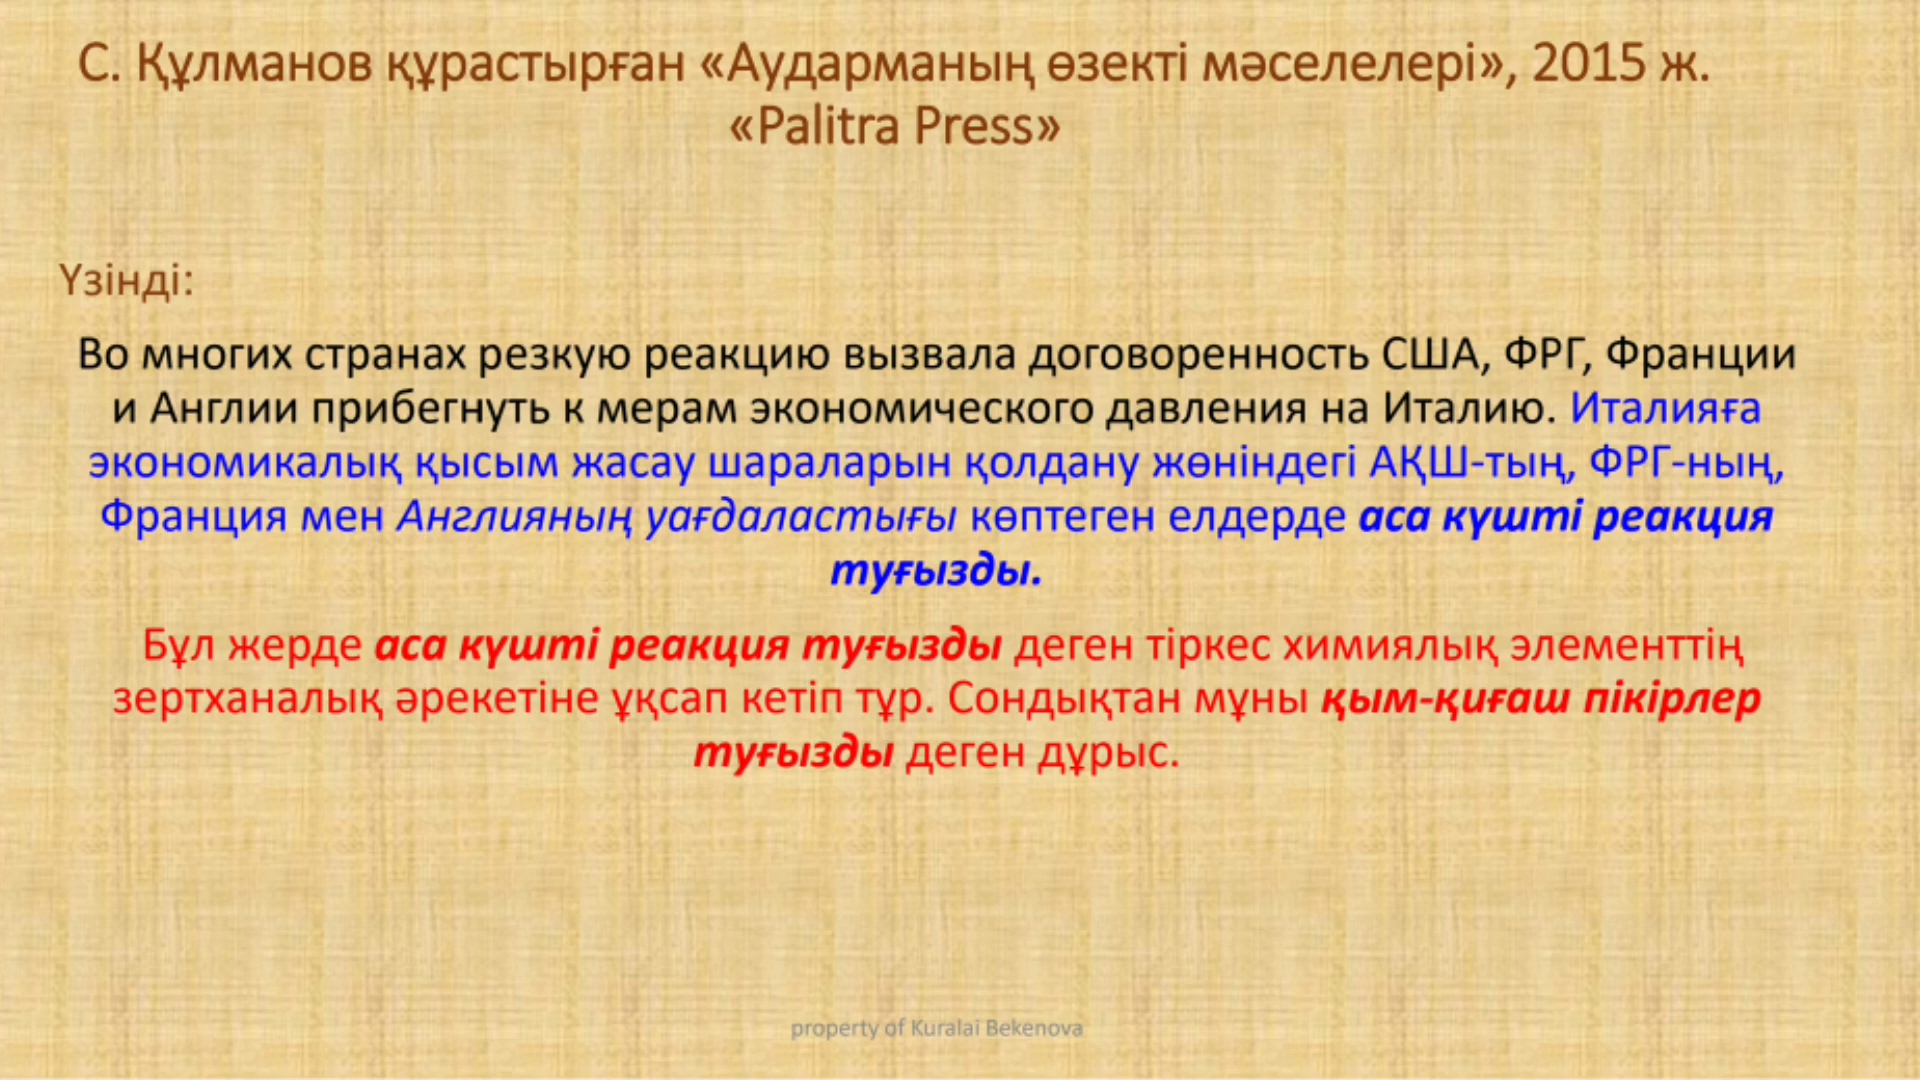 С. Құлманов құрастырған «Аударманың өзекті мәселелері», 2015 ж.
«Palitra Press»
Үзінді:
Во многих странах резкую реакцию вызвала договоренность США, ФРГ, Франции
и Англии прибегнуть к мерам экономического давления на Италию. Италияға
экономикалық қысым жасау шараларын қолдану жөніндегі АҚШ-тың, ФРГ-ның,
Франция мен Англияның уағдаластығы көптеген елдерде аса күшті реакция
туғызды.
Бұл жерде аса күшті реакция туғызды деген тіркес химиялық элементтің
зертханалық әрекетіне ұқсап кетіп тұр. Сондықтан мұны қым-қиғаш пікірлер
туғызды деген дұрыс.
property of Kuralai Bekenova